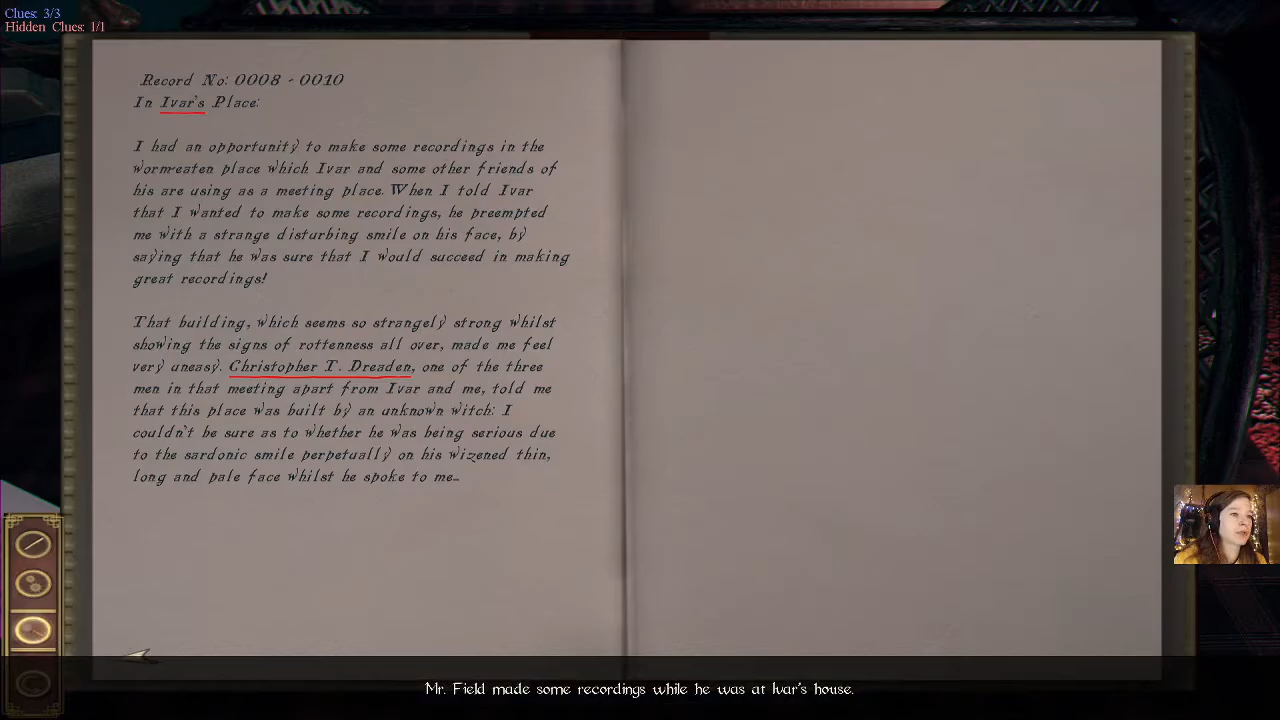 Clues: 3/3
Hidden Clues: 1/1
Record No: 0008 - 0010
In Ivar's Place:
I had an opportunity to make some recordings in the
worm-eaten place which Ivar and some other friends of
his are using as a meeting place. When I told Ivar
that I wanted to make some recordings, he preempted
me with a strange disturbing smile on his face, by
saying that he was sure that I would succeed in making
great recordings!
That building, which seems so strangely strong whilst
showing the signs of rottenness all over, made me feel
very uneasy. Christopher T. Dreaden, one of the three
men in that meeting apart from Ivar and me, told me
that this place was built by an unknown witch: I
couldn't be sure as to whether he was being serious due
to the sardonic smile perpetually on his wizened thin,
long and pale face whilst he spoke to me...
Mr. Field made some recordings while he was at Ivar's house.